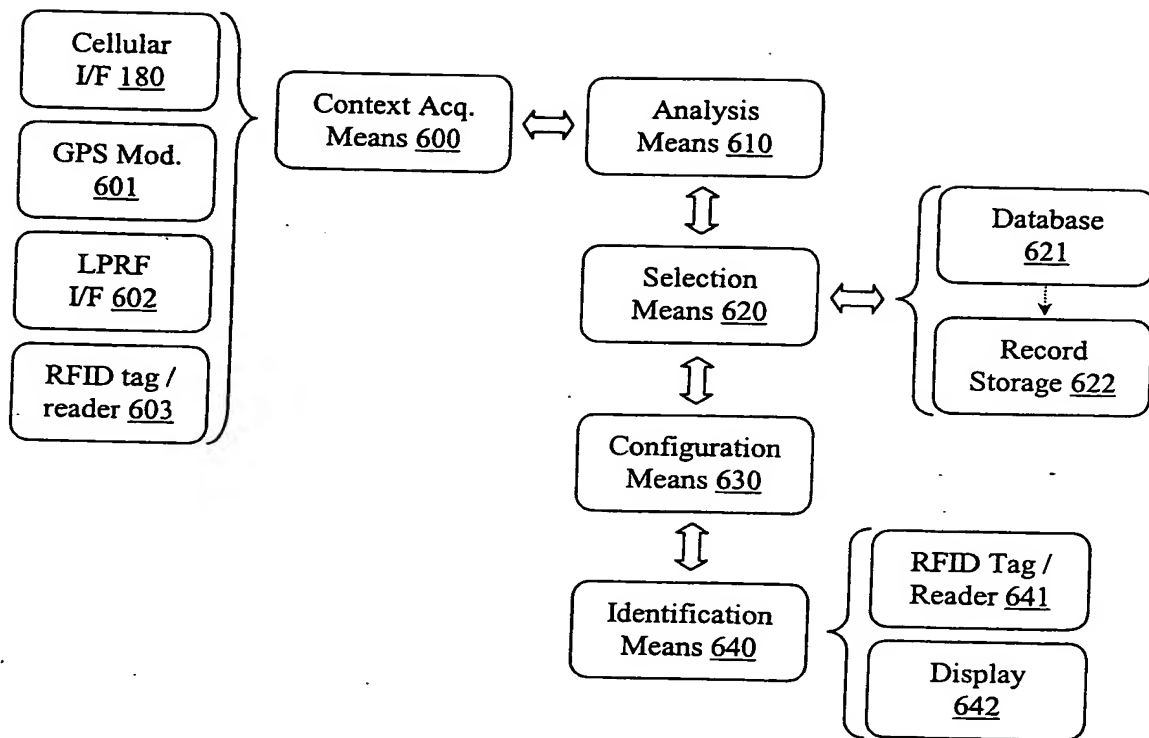 Cellular
I/F 180
GPS Mod.
601
LPRF
I/F 602
RFID tag /
reader 603
Context Acq.
Means 600
Analysis
Means 610
Selection
Means 620
Database
621
Record
Storage 622
Configuration
Means 630
Identification
Means 640
RFID Tag /
Reader 641
Display
642